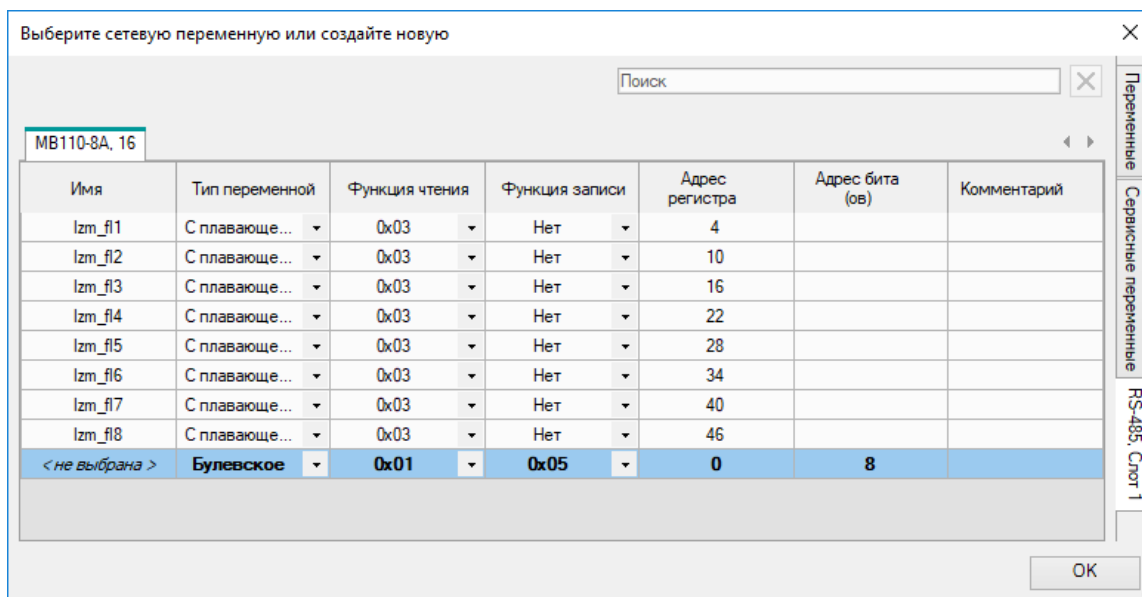 Выберите сетевую переменную или создайте новую
Поиск
МВ110-8А, 16
Имя Тип переменной Функция чтения Функция записи Адрес регистра Адрес бита (ов) Комментарий
Izm_fl1 С плавающе... 0x03 Нет 4
Izm_fl2 С плавающе... 0x03 Нет 10
Izm_fl3 С плавающе... 0x03 Нет 16
Izm_fl4 С плавающе... 0x03 Нет 22
Izm_fl5 С плавающе... 0x03 Нет 28
Izm_fl6 С плавающе... 0x03 Нет 34
Izm_fl7 С плавающе... 0x03 Нет 40
Izm_fl8 С плавающе... 0x03 Нет 46
< не выбрана > Булевское 0x01 0x05 0 8
Переменные
Сервисные переменные
RS-485, Слот 1
OK